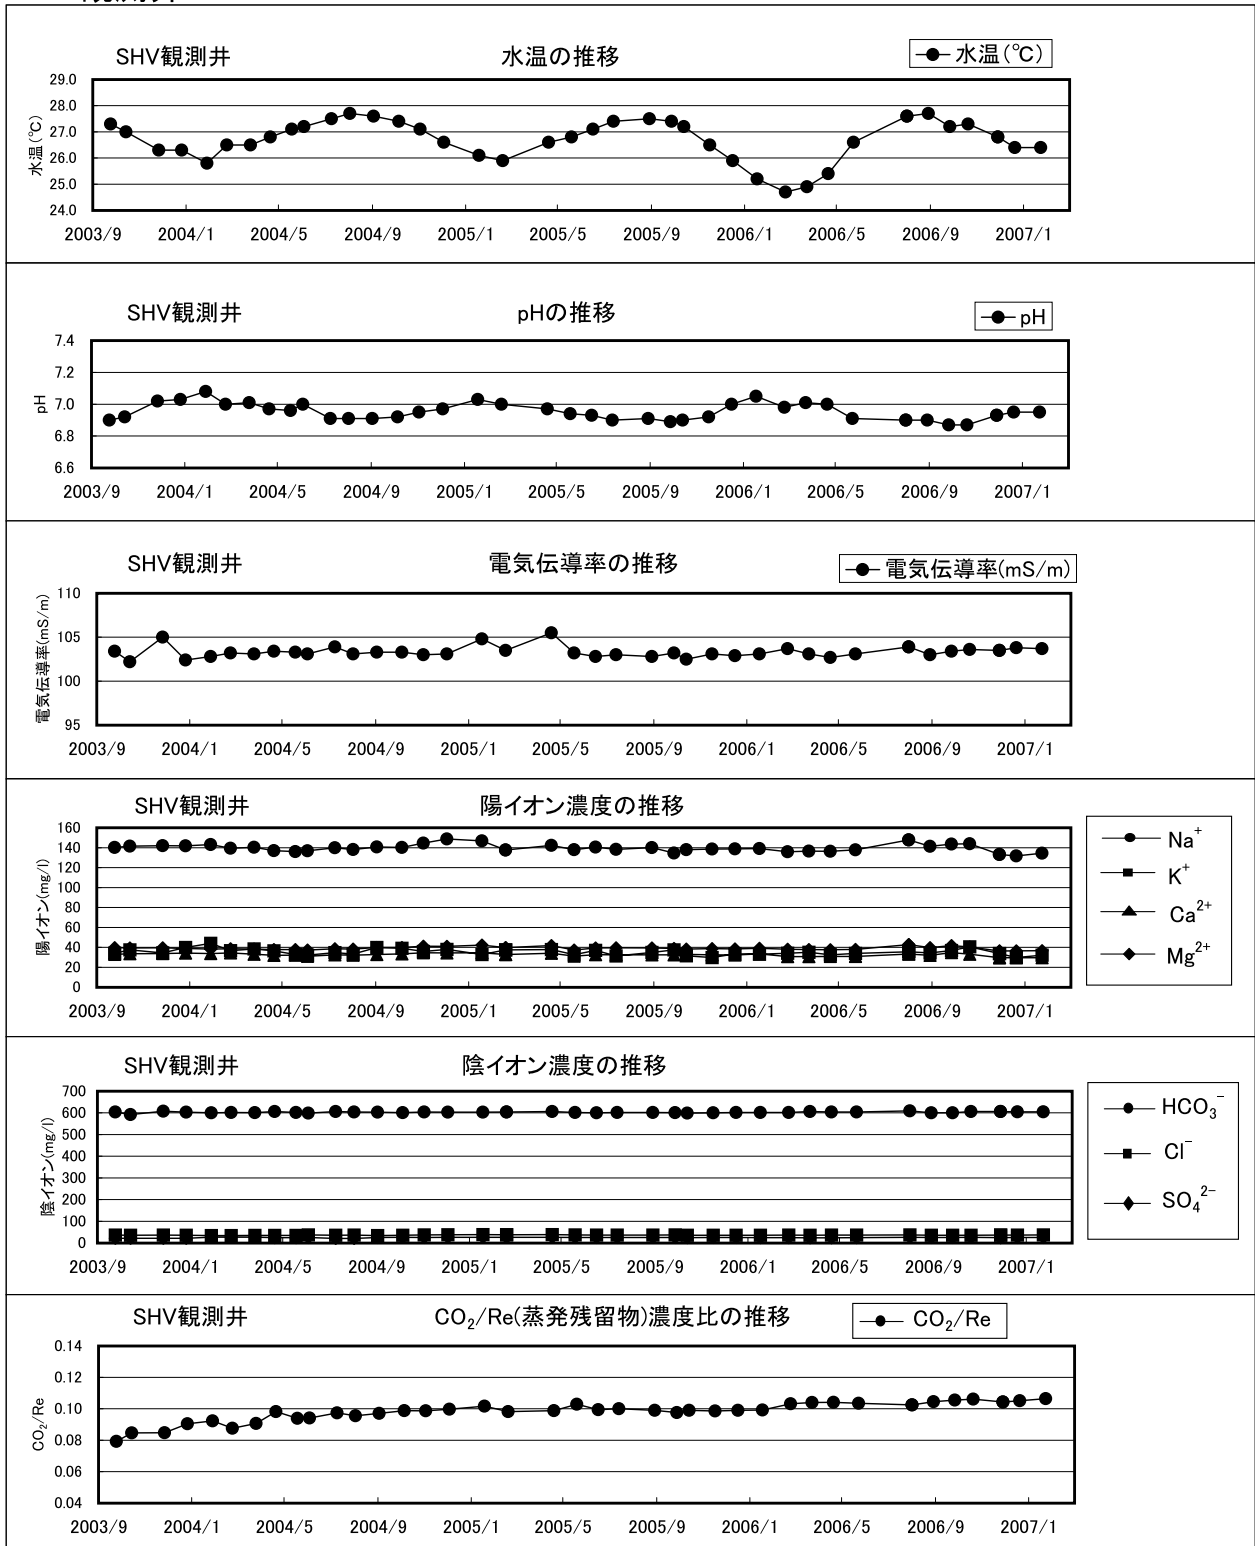 SHV観測井 水温の推移 水温(℃)
水温(℃)
29.0
28.0
27.0
26.0
25.0
24.0
2003/9 2004/1 2004/5 2004/9 2005/1 2005/5 2005/9 2006/1 2006/5 2006/9 2007/1
SHV観測井 pHの推移 pH
pH
7.4
7.2
7.0
6.8
6.6
2003/9 2004/1 2004/5 2004/9 2005/1 2005/5 2005/9 2006/1 2006/5 2006/9 2007/1
SHV観測井 電気伝導率の推移 電気伝導率(mS/m)
電気伝導率(mS/m)
110
105
100
95
2003/9 2004/1 2004/5 2004/9 2005/1 2005/5 2005/9 2006/1 2006/5 2006/9 2007/1
SHV観測井 陽イオン濃度の推移
陽イオン(mg/l)
160
140
120
100
80
60
40
20
0
2003/9 2004/1 2004/5 2004/9 2005/1 2005/5 2005/9 2006/1 2006/5 2006/9 2007/1
Na⁺
K⁺
Ca²⁺
Mg²⁺
SHV観測井 陰イオン濃度の推移
陰イオン(mg/l)
700
600
500
400
300
200
100
0
2003/9 2004/1 2004/5 2004/9 2005/1 2005/5 2005/9 2006/1 2006/5 2006/9 2007/1
HCO₃⁻
Cl⁻
SO₄²⁻
SHV観測井 CO₂/Re(蒸発残留物)濃度比の推移 CO₂/Re
CO₂/Re
0.14
0.12
0.10
0.08
0.06
0.04
2003/9 2004/1 2004/5 2004/9 2005/1 2005/5 2005/9 2006/1 2006/5 2006/9 2007/1